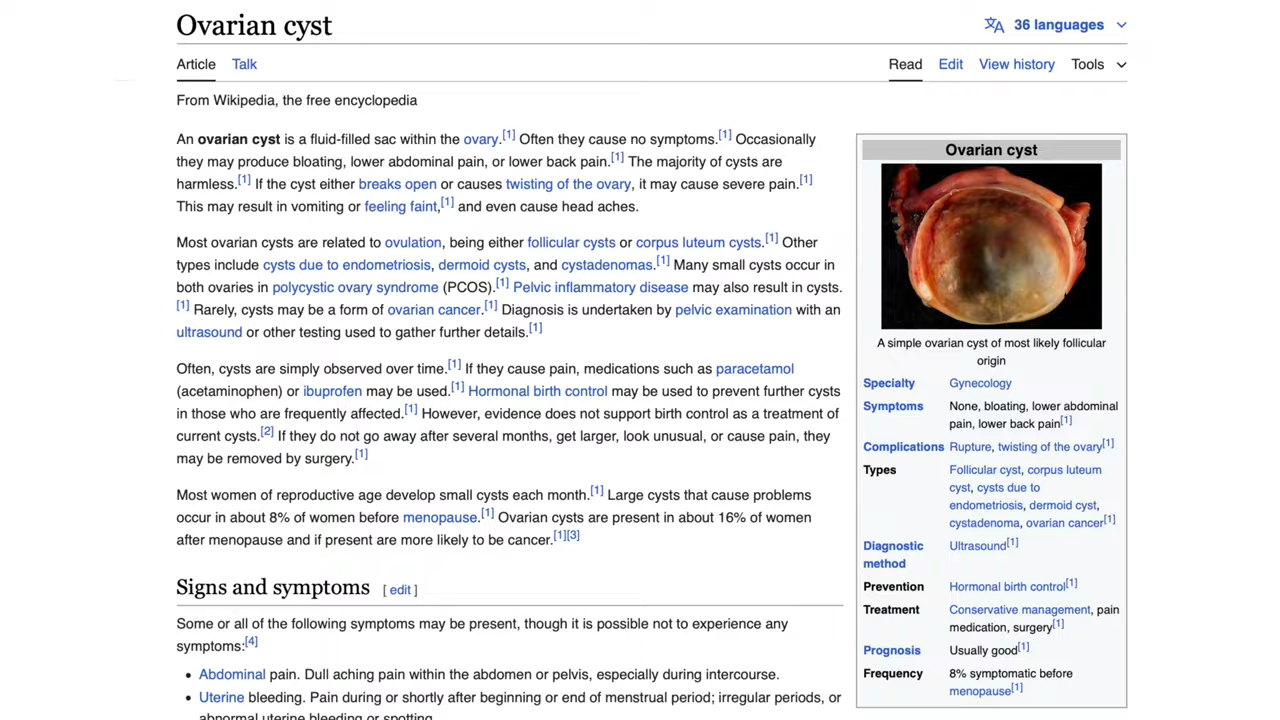 Ovarian cyst
36 languages
Article Talk
Read Edit View history Tools
From Wikipedia, the free encyclopedia
An ovarian cyst is a fluid-filled sac within the ovary.[1] Often they cause no symptoms.[1] Occasionally
they may produce bloating, lower abdominal pain, or lower back pain.[1] The majority of cysts are
harmless.[1] If the cyst either breaks open or causes twisting of the ovary, it may cause severe pain.[1]
This may result in vomiting or feeling faint,[1] and even cause head aches.
Most ovarian cysts are related to ovulation, being either follicular cysts or corpus luteum cysts.[1] Other
types include cysts due to endometriosis, dermoid cysts, and cystadenomas.[1] Many small cysts occur in
both ovaries in polycystic ovary syndrome (PCOS).[1] Pelvic inflammatory disease may also result in cysts.
[1] Rarely, cysts may be a form of ovarian cancer.[1] Diagnosis is undertaken by pelvic examination with an
ultrasound or other testing used to gather further details.[1]
Often, cysts are simply observed over time.[1] If they cause pain, medications such as paracetamol
(acetaminophen) or ibuprofen may be used.[1] Hormonal birth control may be used to prevent further cysts
in those who are frequently affected.[1] However, evidence does not support birth control as a treatment of
current cysts.[2] If they do not go away after several months, get larger, look unusual, or cause pain, they
may be removed by surgery.[1]
Most women of reproductive age develop small cysts each month.[1] Large cysts that cause problems
occur in about 8% of women before menopause.[1] Ovarian cysts are present in about 16% of women
after menopause and if present are more likely to be cancer.[1][3]
Signs and symptoms [ edit ]
Some or all of the following symptoms may be present, though it is possible not to experience any
symptoms:[4]
• Abdominal pain. Dull aching pain within the abdomen or pelvis, especially during intercourse.
• Uterine bleeding. Pain during or shortly after beginning or end of menstrual period; irregular periods, or
abnormal uterine bleeding or spotting
Ovarian cyst
A simple ovarian cyst of most likely follicular
origin
Specialty Gynecology
Symptoms None, bloating, lower abdominal
pain, lower back pain[1]
Complications Rupture, twisting of the ovary[1]
Types Follicular cyst, corpus luteum
cyst, cysts due to
endometriosis, dermoid cyst,
cystadenoma, ovarian cancer[1]
Diagnostic Ultrasound[1]
method
Prevention Hormonal birth control[1]
Treatment Conservative management, pain
medication, surgery[1]
Prognosis Usually good[1]
Frequency 8% symptomatic before
menopause[1]